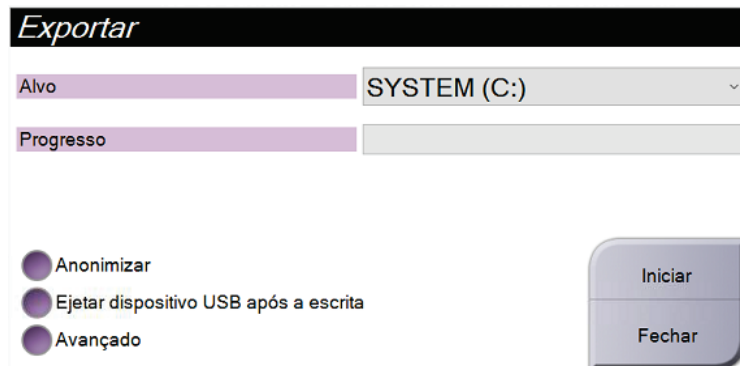 Exportar
Alvo SYSTEM (C:)
Progresso
Anonimizar
Ejetar dispositivo USB após a escrita
Avançado
Iniciar
Fechar